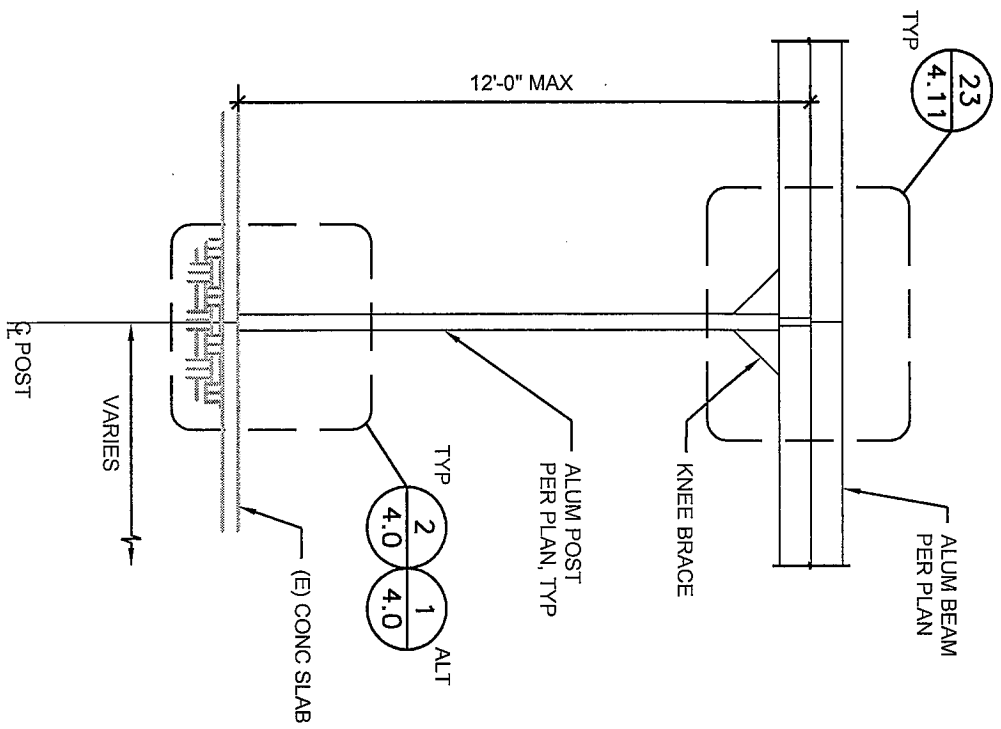 TYP
23
4.11
12'-0" MAX
ALUM BEAM
PER PLAN
KNEE BRACE
ALUM POST
PER PLAN, TYP
TYP
2
4.0
1
4.0
ALT
(E) CONC SLAB
VARIES
℄ POST